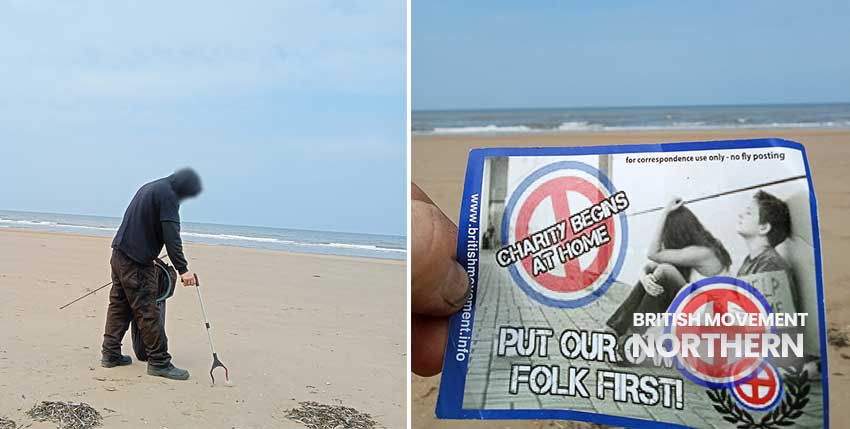 for correspondence use only - no fly posting
www.britishmovement.info
CHARITY BEGINS
AT HOME
HELP
BRITISH MOVEMENT
NORTHERN
PUT OUR
FOLK FIRST!